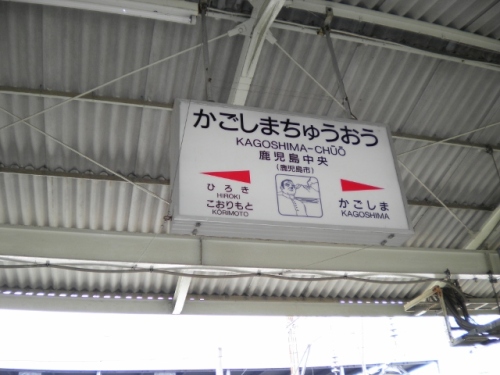 かごしまちゅうおう
KAGOSHIMA-CHŪŌ
鹿児島中央
(鹿児島市)
ひろき
HIROKI
こおりもと
KŌRIMOTO
かごしま
KAGOSHIMA